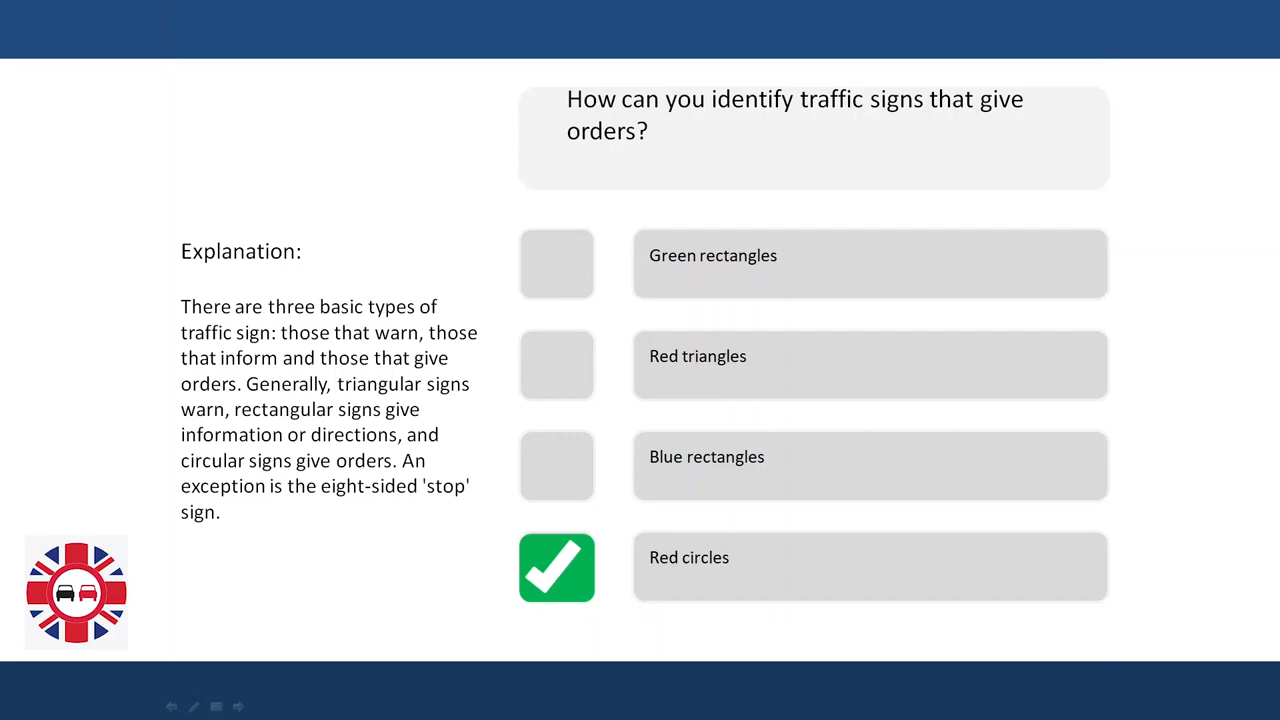 How can you identify traffic signs that give
orders?
Explanation:
There are three basic types of
traffic sign: those that warn, those
that inform and those that give
orders. Generally, triangular signs
warn, rectangular signs give
information or directions, and
circular signs give orders. An
exception is the eight-sided 'stop'
sign.
Green rectangles
Red triangles
Blue rectangles
Red circles